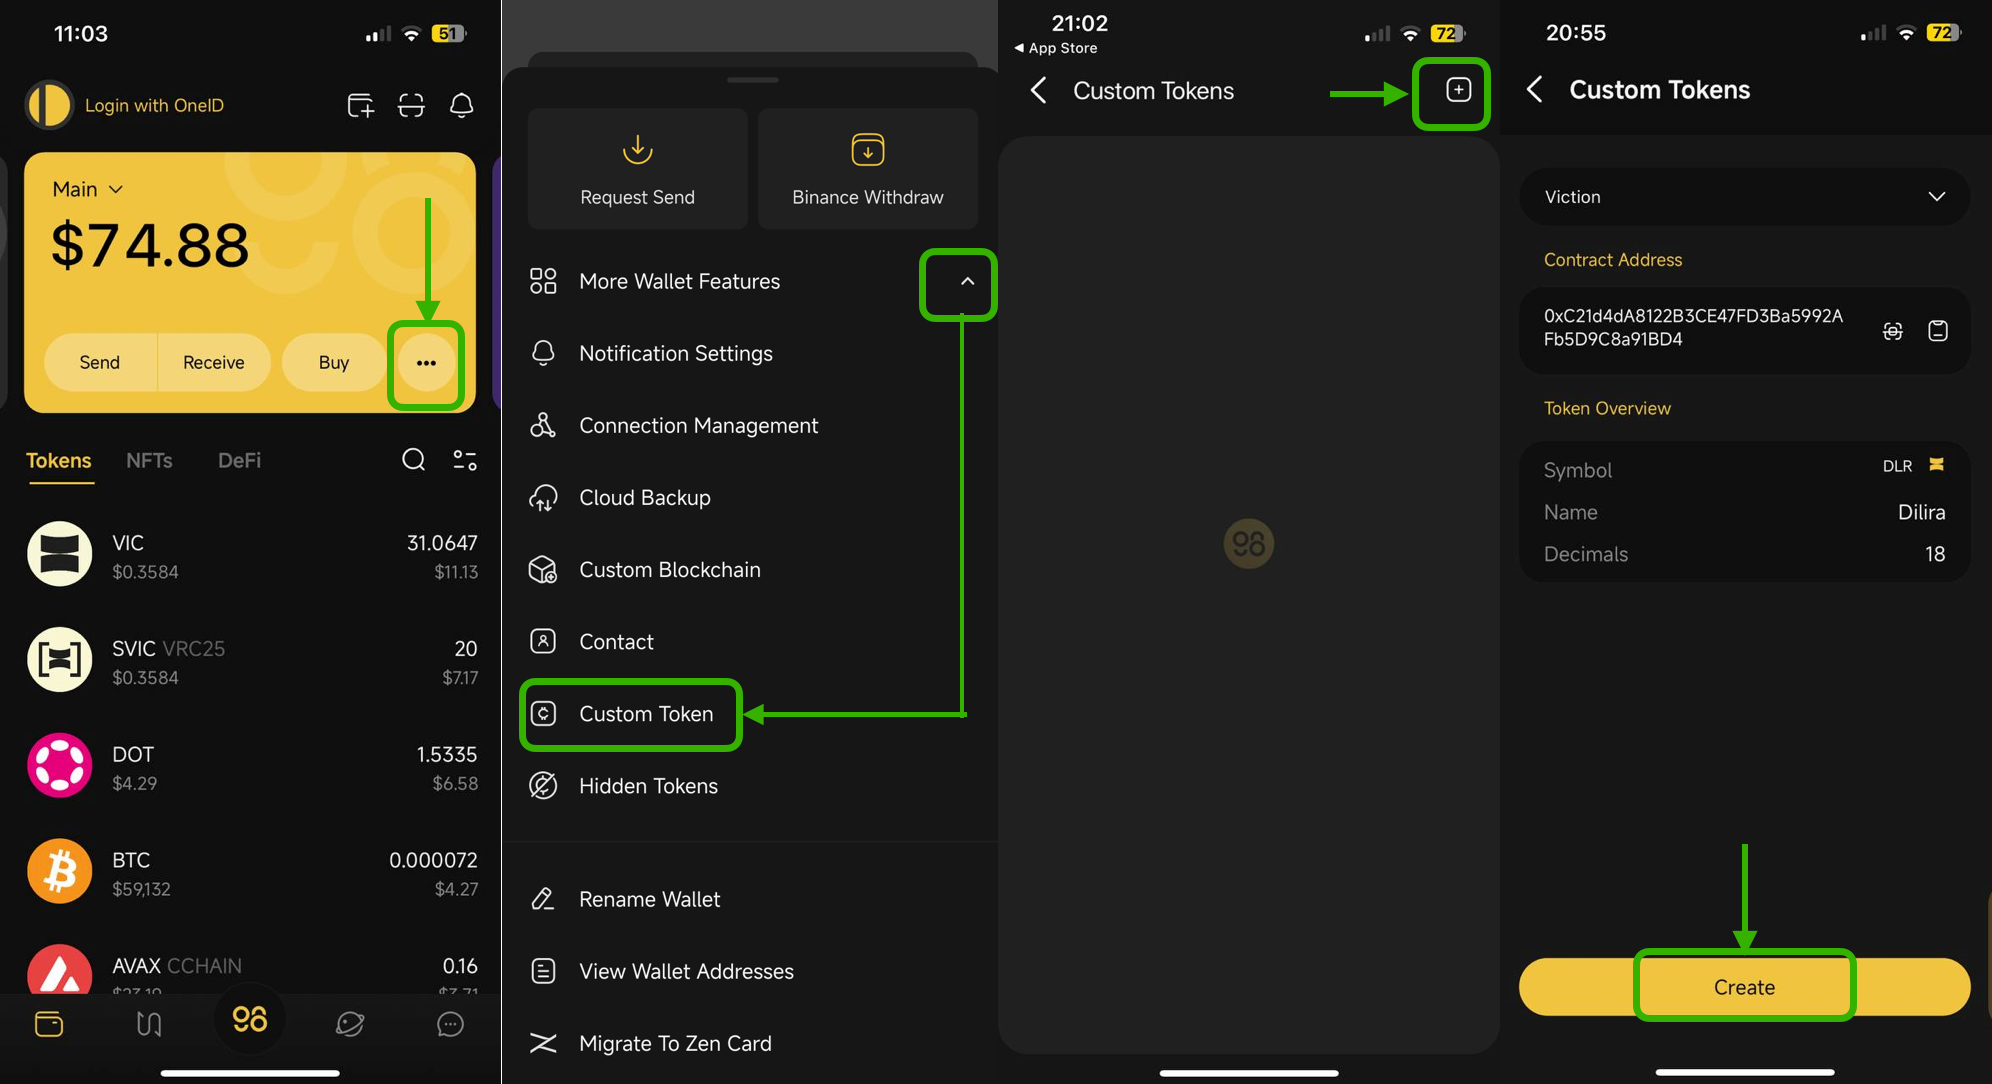 11:03
51
Login with OneID
Main
$74.88
Send
Receive
Buy
Tokens
NFTs
DeFi
VIC
31.0647
$0.3584
$11.13
SVIC VRC25
20
$0.3584
$7.17
DOT
1.5335
$4.29
$6.58
BTC
0.000072
$59,132
$4.27
AVAX CCHAIN
0.16
98
Request Send
Binance Withdraw
More Wallet Features
Notification Settings
Connection Management
Cloud Backup
Custom Blockchain
Contact
Custom Token
Hidden Tokens
Rename Wallet
View Wallet Addresses
Migrate To Zen Card
21:02
App Store
72
Custom Tokens
98
20:55
72
Custom Tokens
Viction
Contract Address
0xC21d4dA8122B3CE47FD3Ba5992A
Fb5D9C8a91BD4
Token Overview
Symbol
DLR
Name
Dilira
Decimals
18
Create